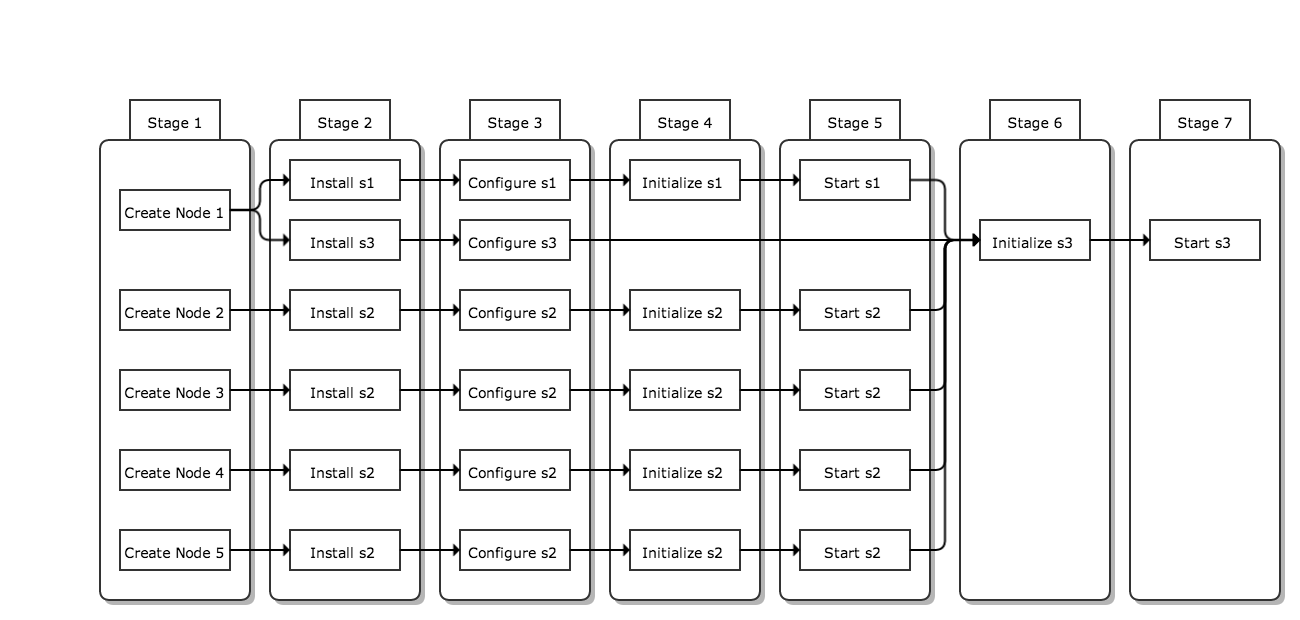 Stage 1
Stage 2
Stage 3
Stage 4
Stage 5
Stage 6
Stage 7
Create Node 1
Install s1
Configure s1
Initialize s1
Start s1
Install s3
Configure s3
Initialize s3
Start s3
Create Node 2
Install s2
Configure s2
Initialize s2
Start s2
Create Node 3
Install s2
Configure s2
Initialize s2
Start s2
Create Node 4
Install s2
Configure s2
Initialize s2
Start s2
Create Node 5
Install s2
Configure s2
Initialize s2
Start s2